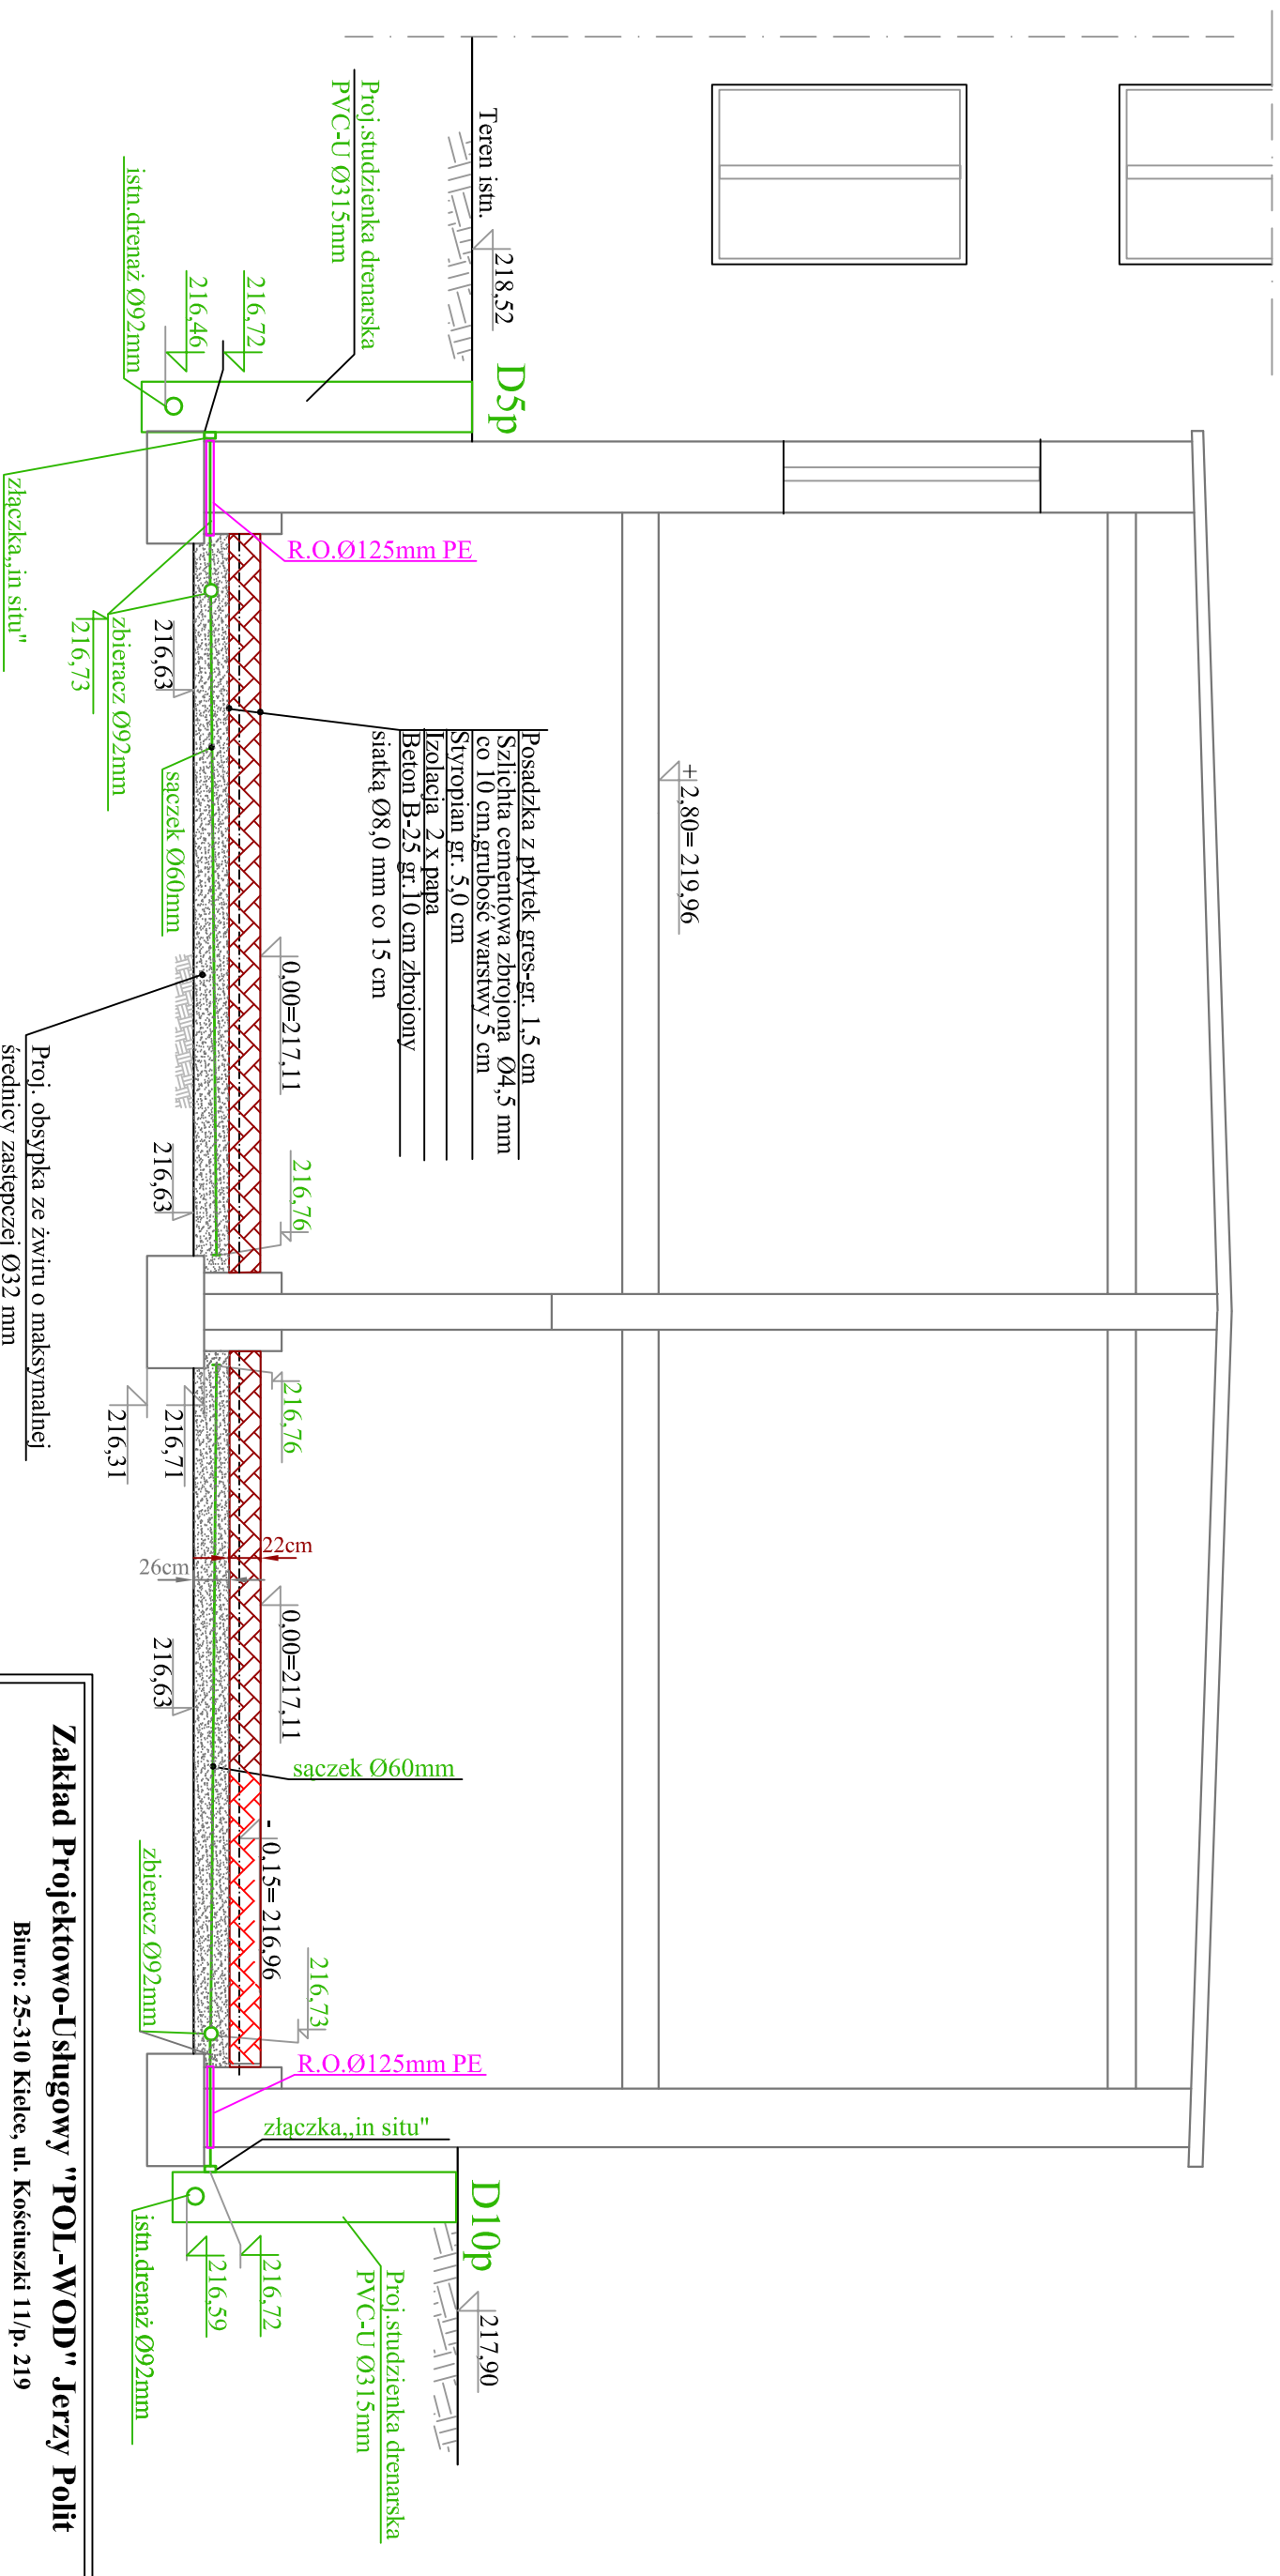 Teren istn.
218,52
D5p
Proj.studzienka drenarska
PVC-U Ø315mm
istn.drenaż Ø92mm
216,72
216,46
złączka,,in situ"
R.O.Ø125mm PE
zbieracz Ø92mm
216,73
216,63
sączek Ø60mm
+2,80= 219,96
Posadzka z płytek gres-gr. 1,5 cm
Szlichta cementowa zbrojona Ø4,5 mm
co 10 cm,grubość warstwy 5 cm
Styropian gr. 5,0 cm
Izolacja 2 x papa
Beton B-25 gr.10 cm zbrojony
siatką Ø8,0 mm co 15 cm
0,00=217,11
216,63
216,76
Proj. obsypka ze żwiru o maksymalnej
średnicy zastępczej Ø32 mm
216,76
216,71
216,31
22cm
26cm
0,00=217,11
216,63
sączek Ø60mm
- 0,15= 216,96
216,73
zbieracz Ø92mm
R.O.Ø125mm PE
złączka,,in situ"
D10p
217,90
216,72
216,59
istn.drenaż Ø92mm
Proj.studzienka drenarska
PVC-U Ø315mm
Zakład Projektowo-Usługowy "POL-WOD" Jerzy Polit
Biuro: 25-310 Kielce, ul. Kościuszki 11/p. 219